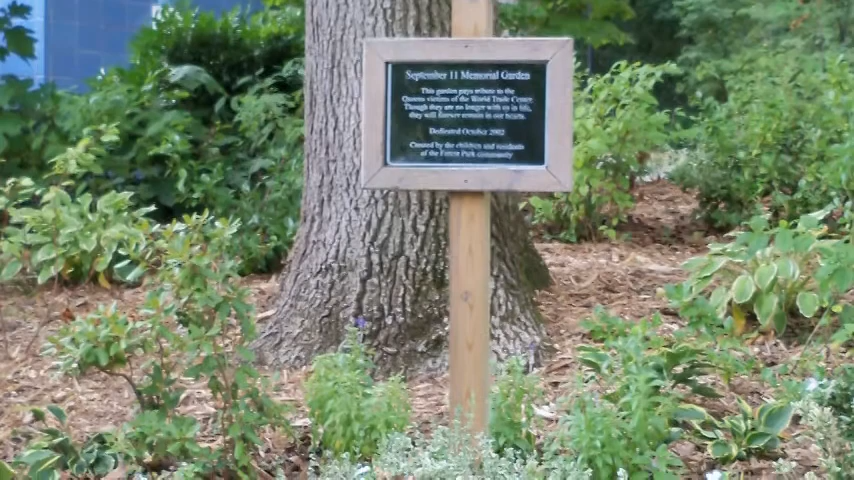 September 11 Memorial Garden
This garden pays tribute to the
Queens victims of the World Trade Center.
Though they are no longer with us in life,
they will forever remain in our hearts.
Dedicated October 2002
Created by the children and residents
of the Forest Park community